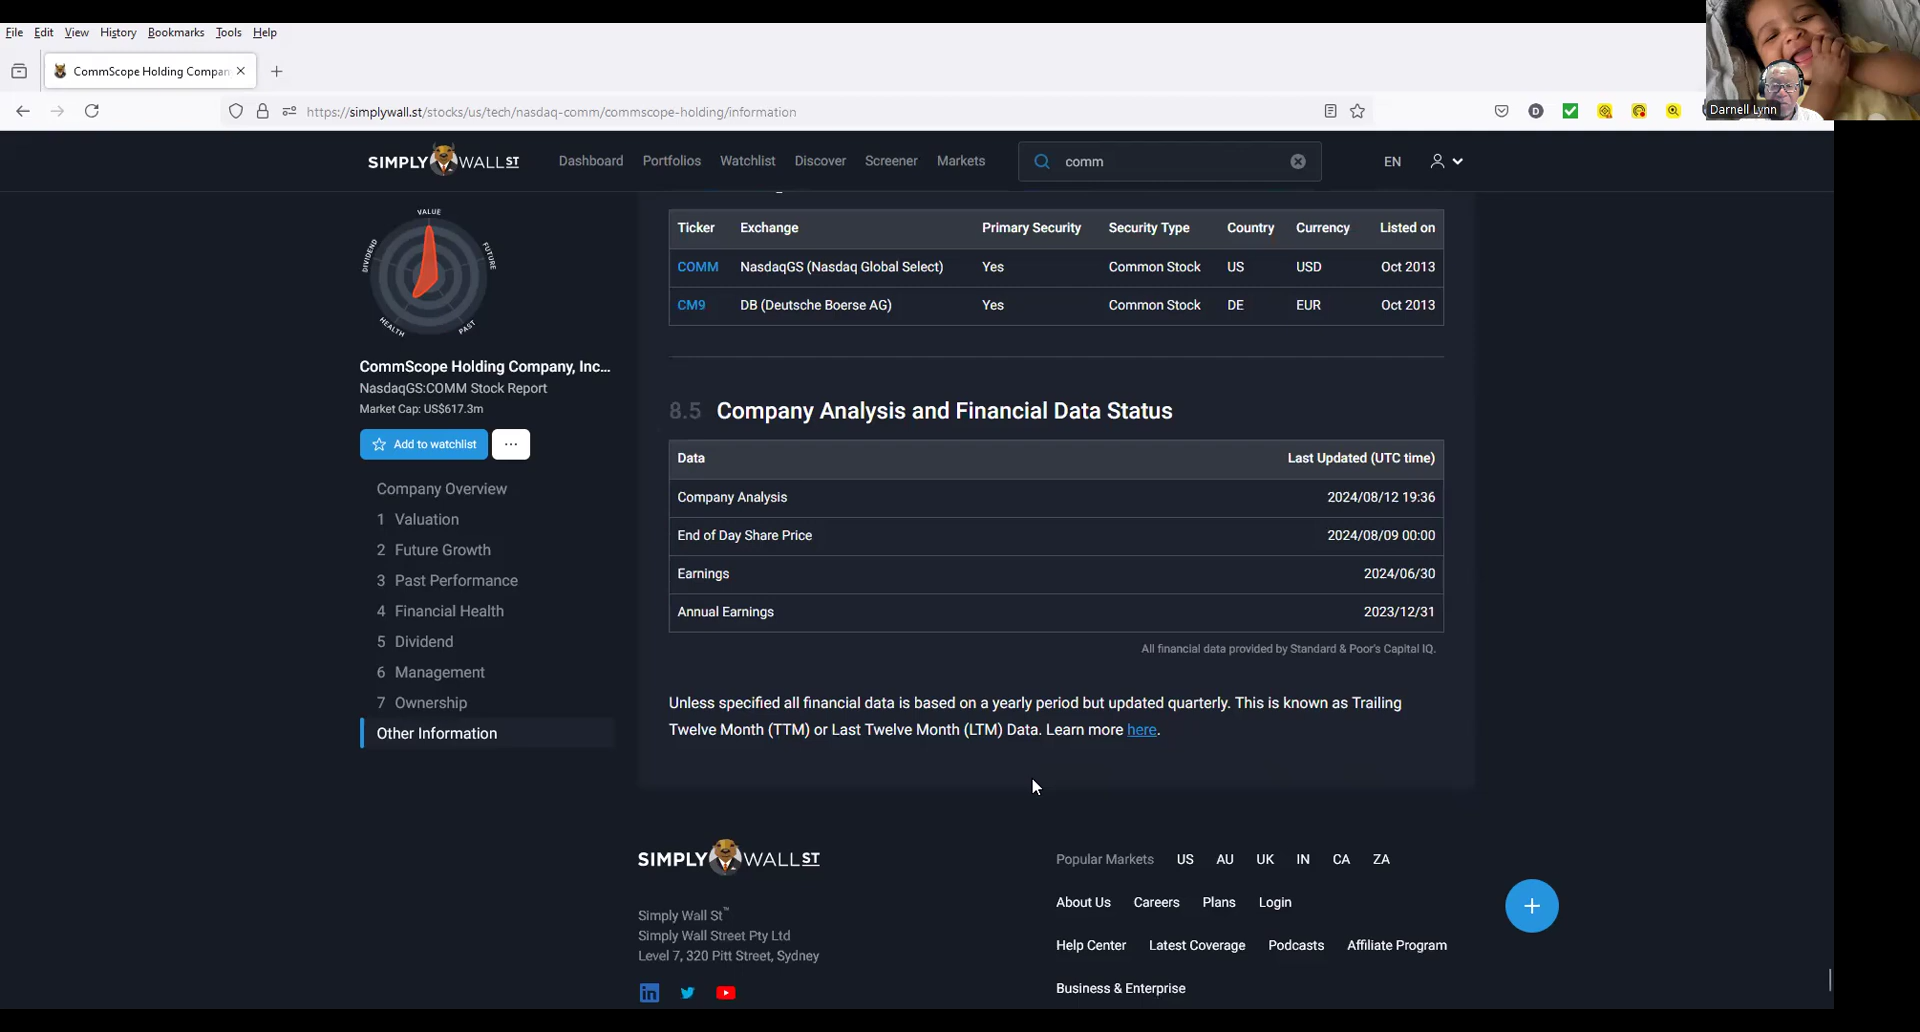 File Edit View History Bookmarks Tools Help
CommScope Holding Compan
https://simplywall.st/stocks/us/tech/nasdaq-comm/commscope-holding/information
Darnell Lynn
SIMPLY WALL ST
Dashboard Portfolios Watchlist Discover Screener Markets
comm
EN
VALUE
FUTURE
PAST
HEALTH
DIVIDEND
CommScope Holding Company, Inc...
NasdaqGS:COMM Stock Report
Market Cap: US$617.3m
Add to watchlist
...
Company Overview
1 Valuation
2 Future Growth
3 Past Performance
4 Financial Health
5 Dividend
6 Management
7 Ownership
Other Information
Ticker Exchange Primary Security Security Type Country Currency Listed on
COMM NasdaqGS (Nasdaq Global Select) Yes Common Stock US USD Oct 2013
CM9 DB (Deutsche Boerse AG) Yes Common Stock DE EUR Oct 2013
8.5 Company Analysis and Financial Data Status
Data Last Updated (UTC time)
Company Analysis 2024/08/12 19:36
End of Day Share Price 2024/08/09 00:00
Earnings 2024/06/30
Annual Earnings 2023/12/31
All financial data provided by Standard & Poor's Capital IQ.
Unless specified all financial data is based on a yearly period but updated quarterly. This is known as Trailing
Twelve Month (TTM) or Last Twelve Month (LTM) Data. Learn more here.
SIMPLY WALL ST
Simply Wall St™
Simply Wall Street Pty Ltd
Level 7, 320 Pitt Street, Sydney
Popular Markets US AU UK IN CA ZA
About Us Careers Plans Login
Help Center Latest Coverage Podcasts Affiliate Program
Business & Enterprise